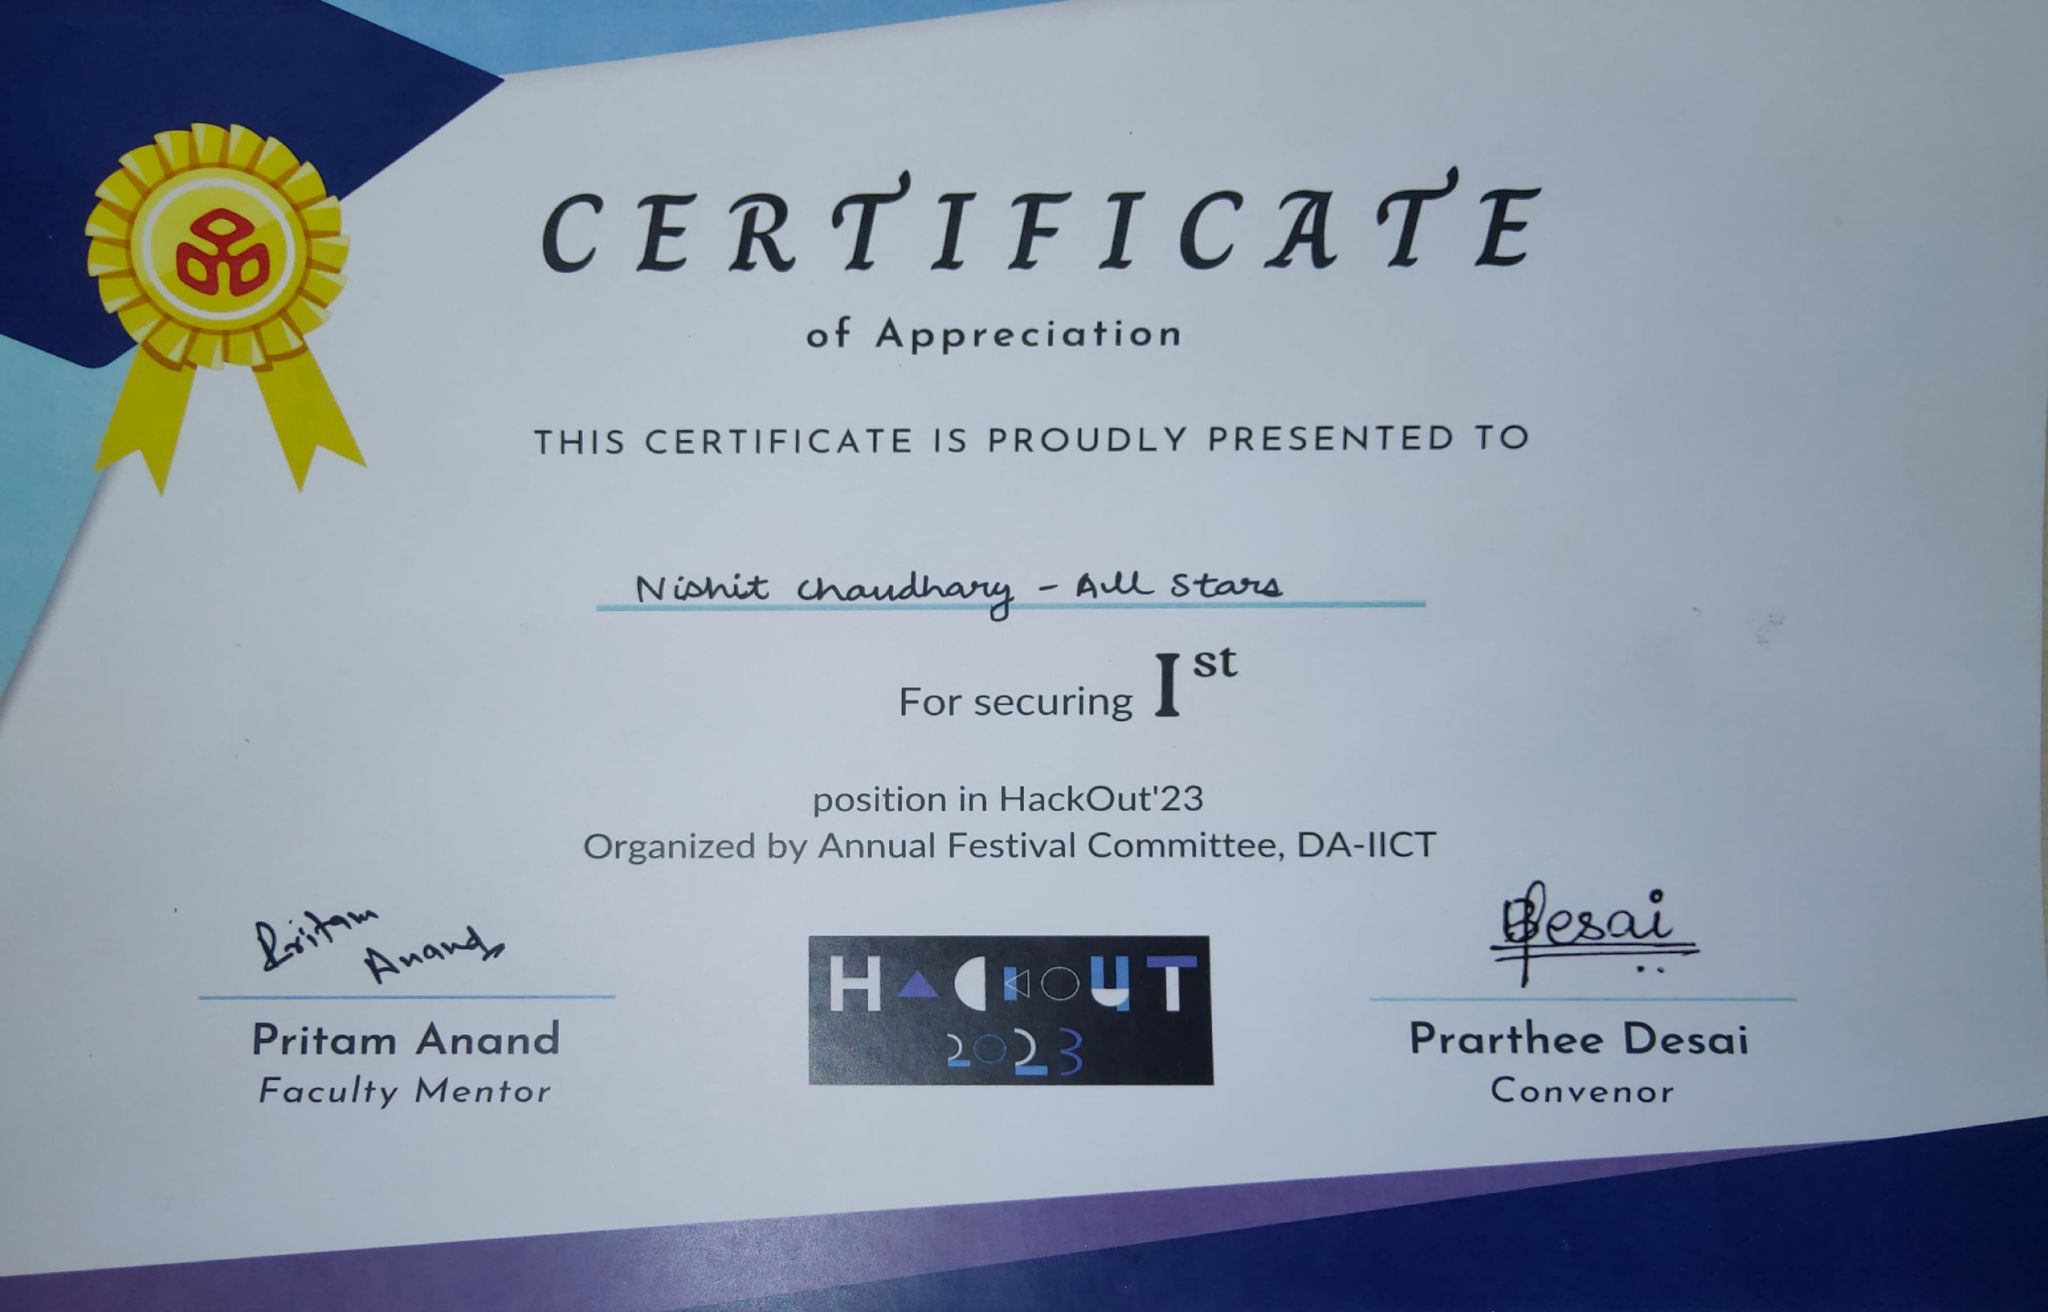 CERTIFICATE
of Appreciation
THIS CERTIFICATE IS PROUDLY PRESENTED TO
Nishit Chaudhary - All Stars
For securing Ist
position in HackOut'23
Organized by Annual Festival Committee, DA-IICT
Pritam
Anand
Desai
HACKOUT
2023
Pritam Anand
Prarthee Desai
Faculty Mentor
Convenor